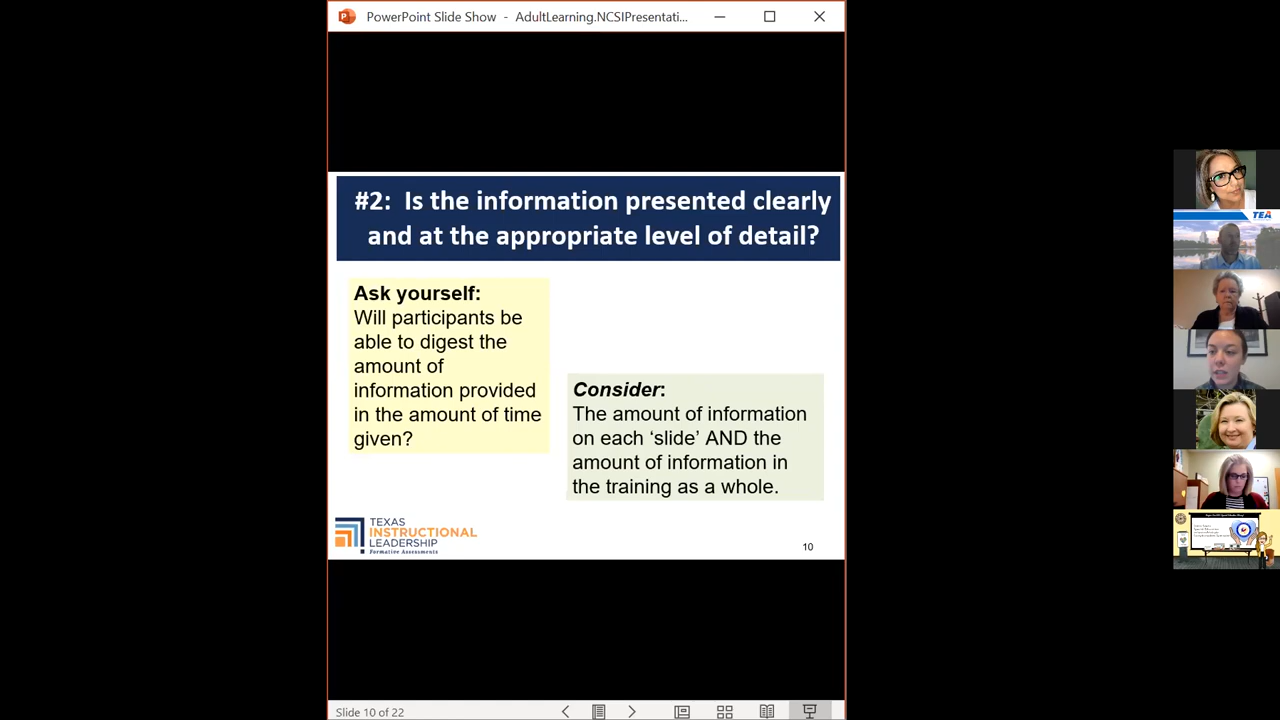 PowerPoint Slide Show - AdultLearning.NCSIPresentati...
#2: Is the information presented clearly
and at the appropriate level of detail?
Ask yourself:
Will participants be
able to digest the
amount of
information provided
in the amount of time
given?
Consider:
The amount of information
on each ‘slide’ AND the
amount of information in
the training as a whole.
TEXAS
INSTRUCTIONAL
LEADERSHIP
Formative Assessments
10
Slide 10 of 22
TEA